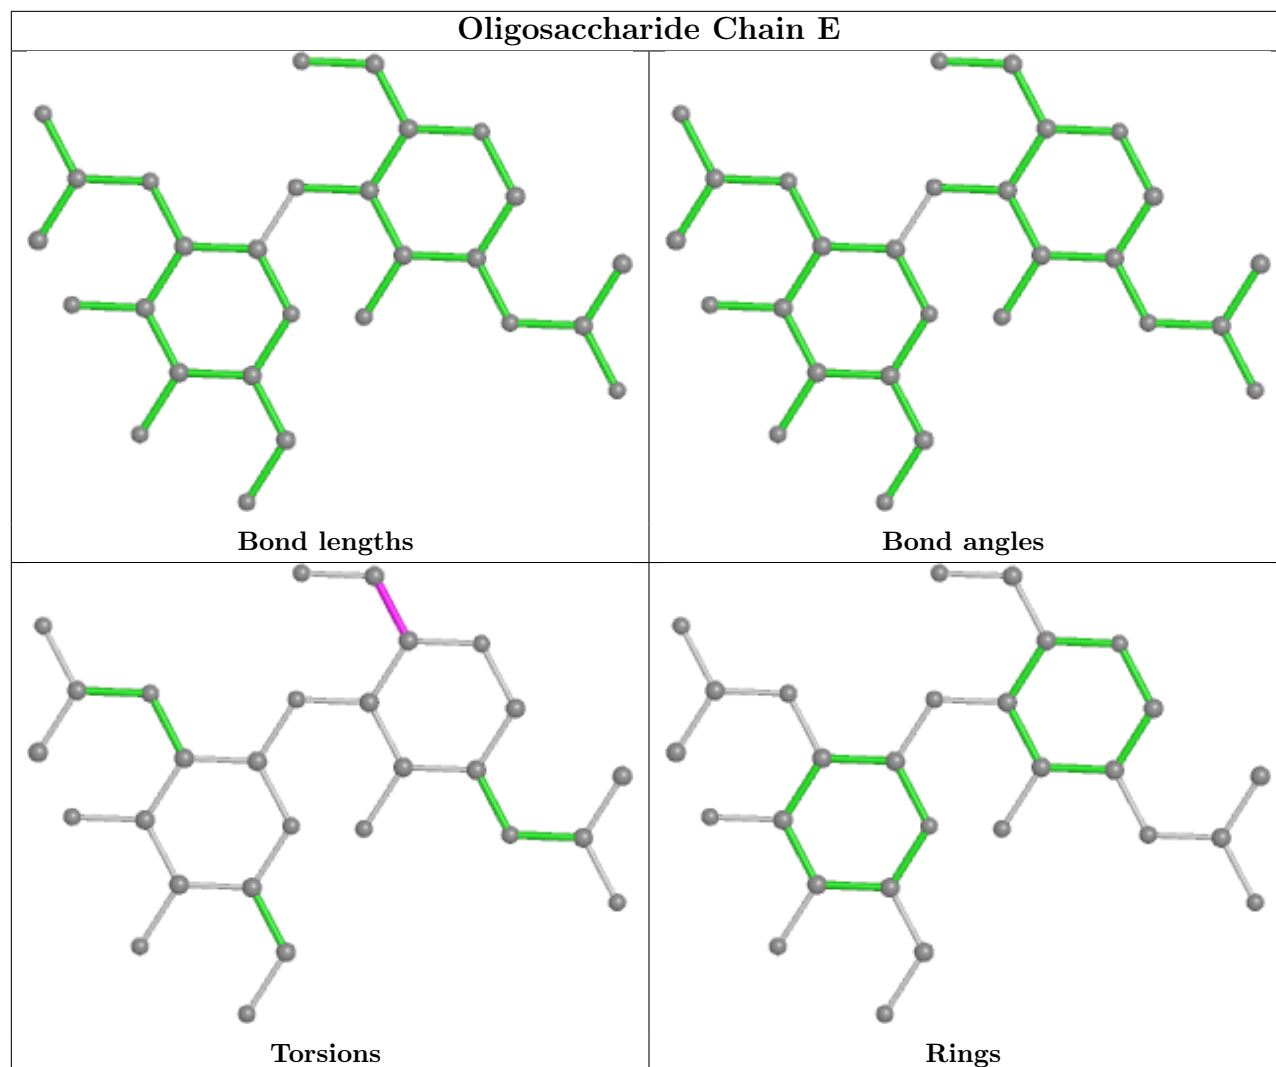 Oligosaccharide Chain E
Bond lengths
Bond angles
Torsions
Rings